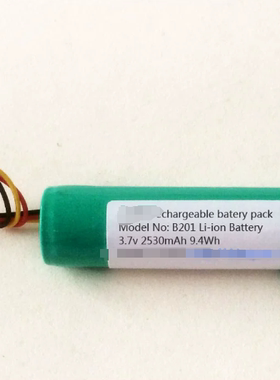 echargeable batery pack
Model No: B201 Li-ion Battery
3.7v 2530mAh 9.4Wh